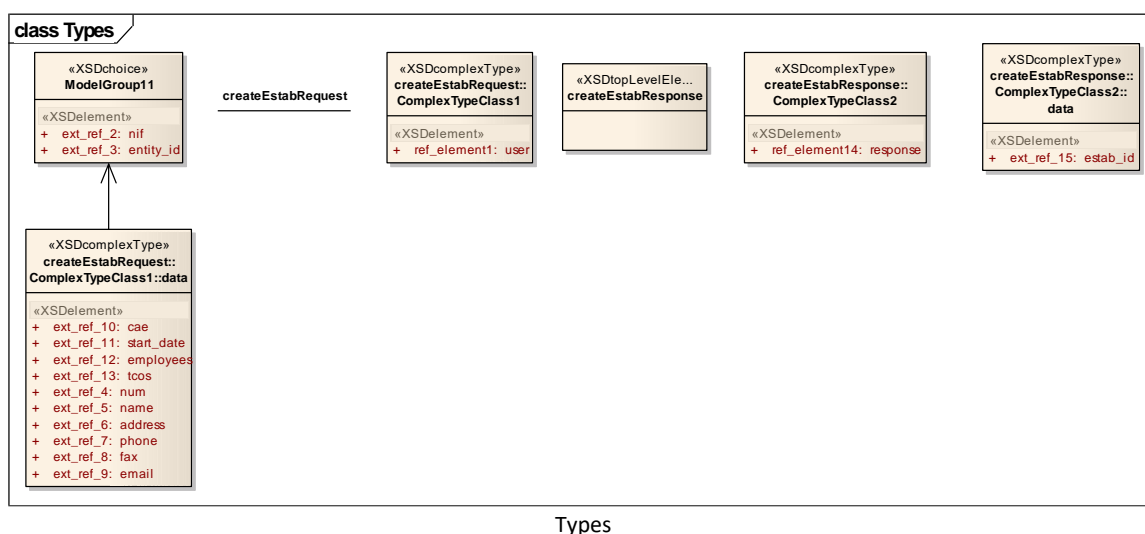 class Types
«XSDchoice»
ModelGroup11
«XSDelement»
+ ext_ref_2: nif
+ ext_ref_3: entity_id
createEstabRequest
«XSDcomplexType»
createEstabRequest::
ComplexTypeClass1
«XSDelement»
+ ref_element1: user
«XSDtopLevelEle...
createEstabResponse
«XSDcomplexType»
createEstabResponse::
ComplexTypeClass2
«XSDelement»
+ ref_element14: response
«XSDcomplexType»
createEstabResponse::
ComplexTypeClass2::
data
«XSDelement»
+ ext_ref_15: estab_id
«XSDcomplexType»
createEstabRequest::
ComplexTypeClass1::data
«XSDelement»
+ ext_ref_10: cae
+ ext_ref_11: start_date
+ ext_ref_12: employees
+ ext_ref_13: tcos
+ ext_ref_4: num
+ ext_ref_5: name
+ ext_ref_6: address
+ ext_ref_7: phone
+ ext_ref_8: fax
+ ext_ref_9: email
Types